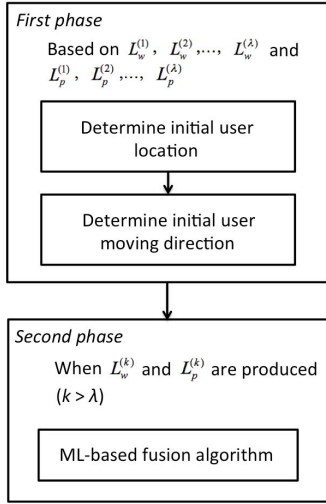 First phase
Based on L_w^(1), L_w^(2),..., L_w^(λ) and
L_p^(1), L_p^(2),..., L_p^(λ)
Determine initial user
location
Determine initial user
moving direction
Second phase
When L_w^(k) and L_p^(k) are produced
(k > λ)
ML-based fusion algorithm